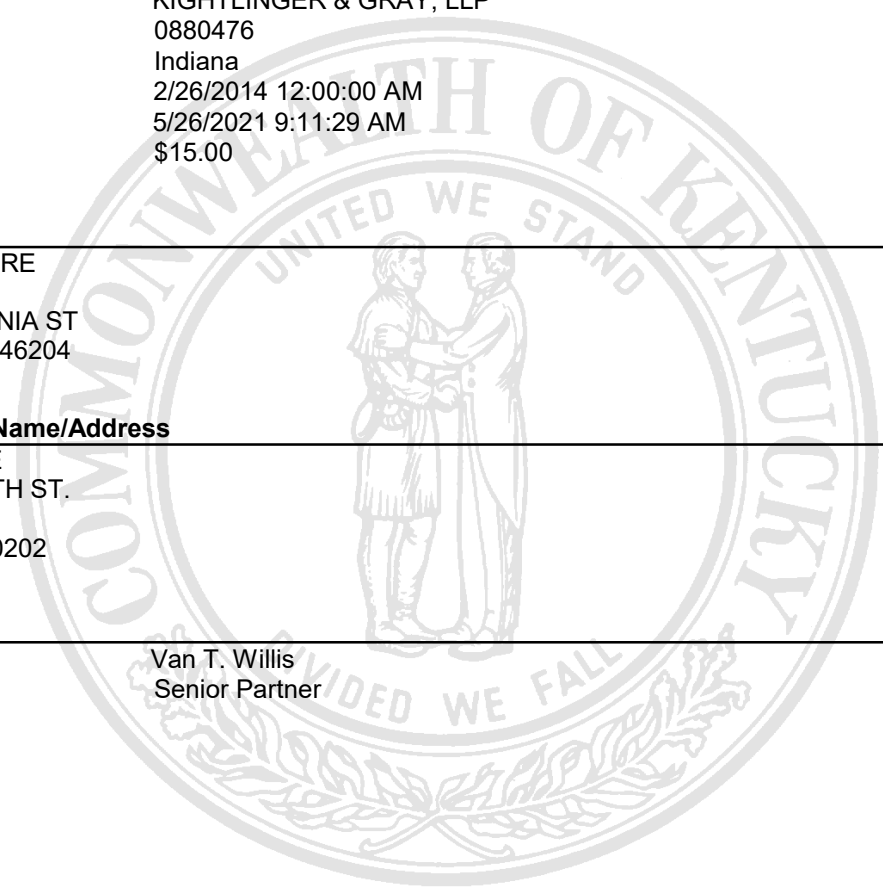 KIGHTLINGER & GRAY, LLP
0880476
Indiana
2/26/2014 12:00:00 AM
5/26/2021 9:11:29 AM
$15.00
RE
NIA ST
46204
Name/Address
E
TH ST.
0202
Van T. Willis
Senior Partner
COMMONWEALTH OF KENTUCKY
UNITED WE STAND
DIVIDED WE FALL